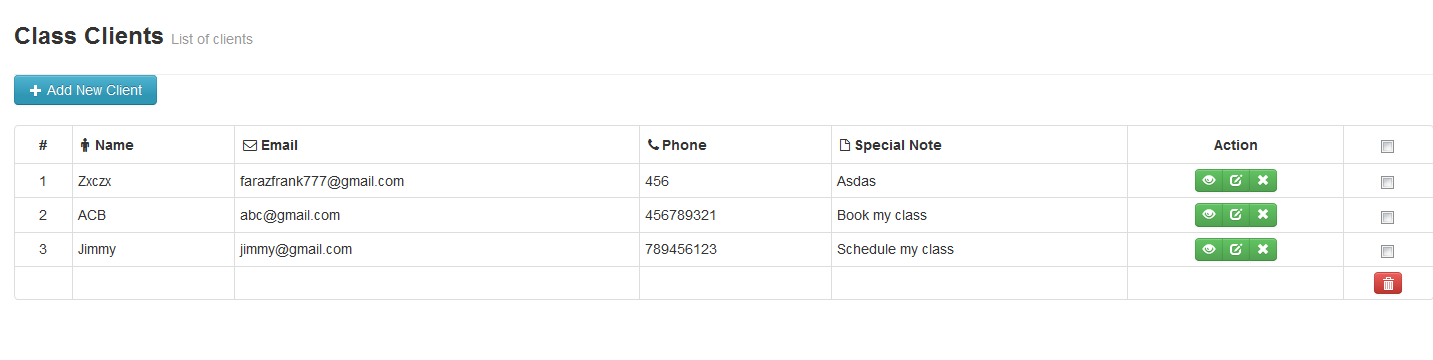 Class Clients List of clients
Add New Client
# Name Email Phone Special Note Action
1 Zxczx farazfrank777@gmail.com 456 Asdas
2 ACB abc@gmail.com 456789321 Book my class
3 Jimmy jimmy@gmail.com 789456123 Schedule my class